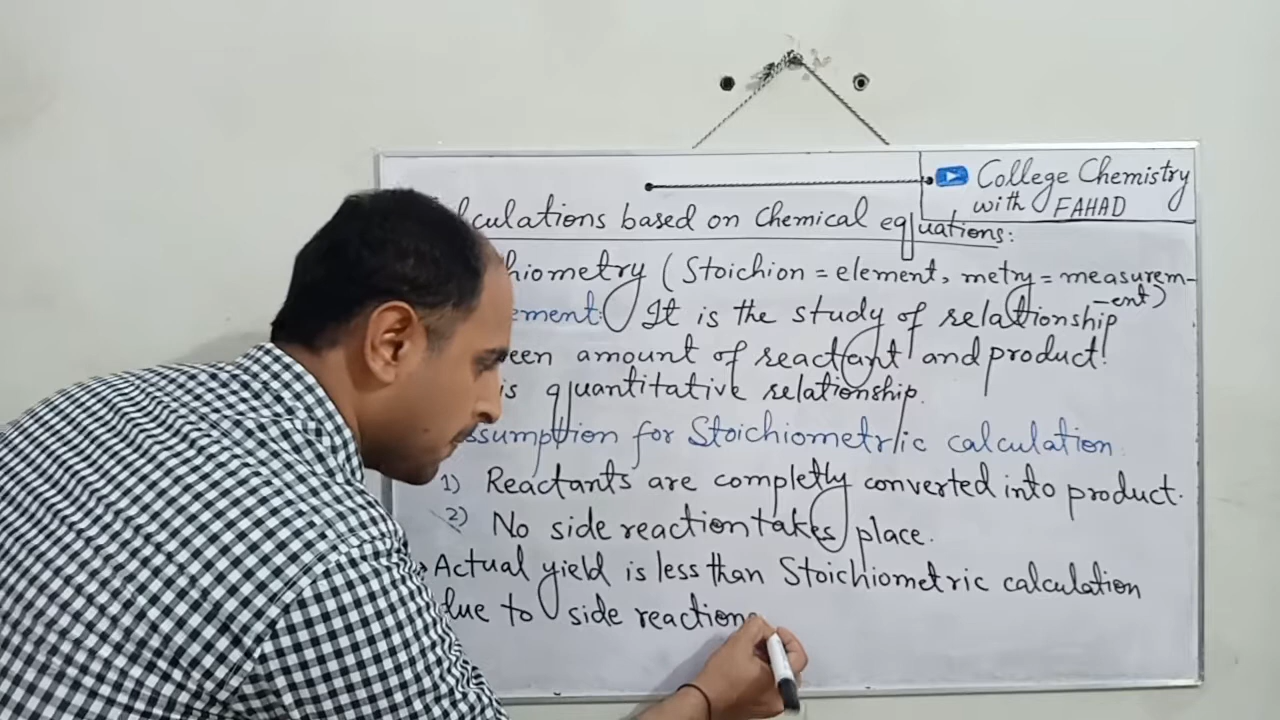 College Chemistry
with FAHAD
culations based on Chemical equations:
hiometry ( Stoichion = element, metry = measurem-
-ent)
ement: It is the study of relationship
een amount of reactant and product.
is quantitative relationship.
ssumption for Stoichiometric calculation.
1) Reactants are completly converted into product.
2) No side reaction takes place.
Actual yield is less than Stoichiometric calculation
due to side reaction